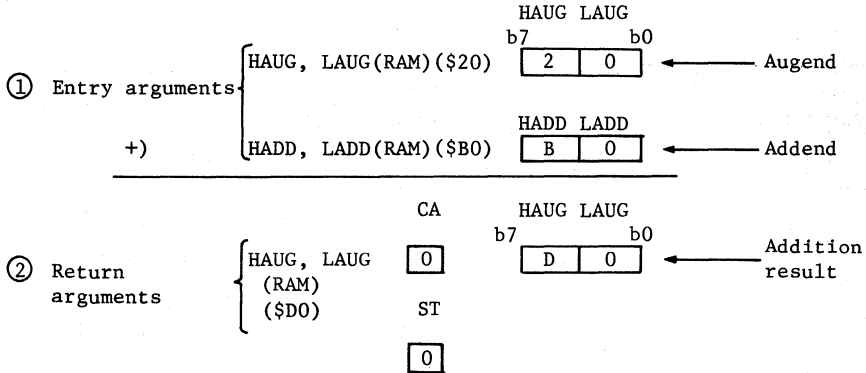 HAUG LAUG
b7 b0
① Entry arguments HAUG, LAUG(RAM)($20) 2 0 Augend
HADD LADD
+) HADD, LADD(RAM)($B0) B 0 Addend
CA HAUG LAUG
b7 b0
② Return arguments HAUG, LAUG (RAM) ($D0) 0 D 0 Addition result
ST
0